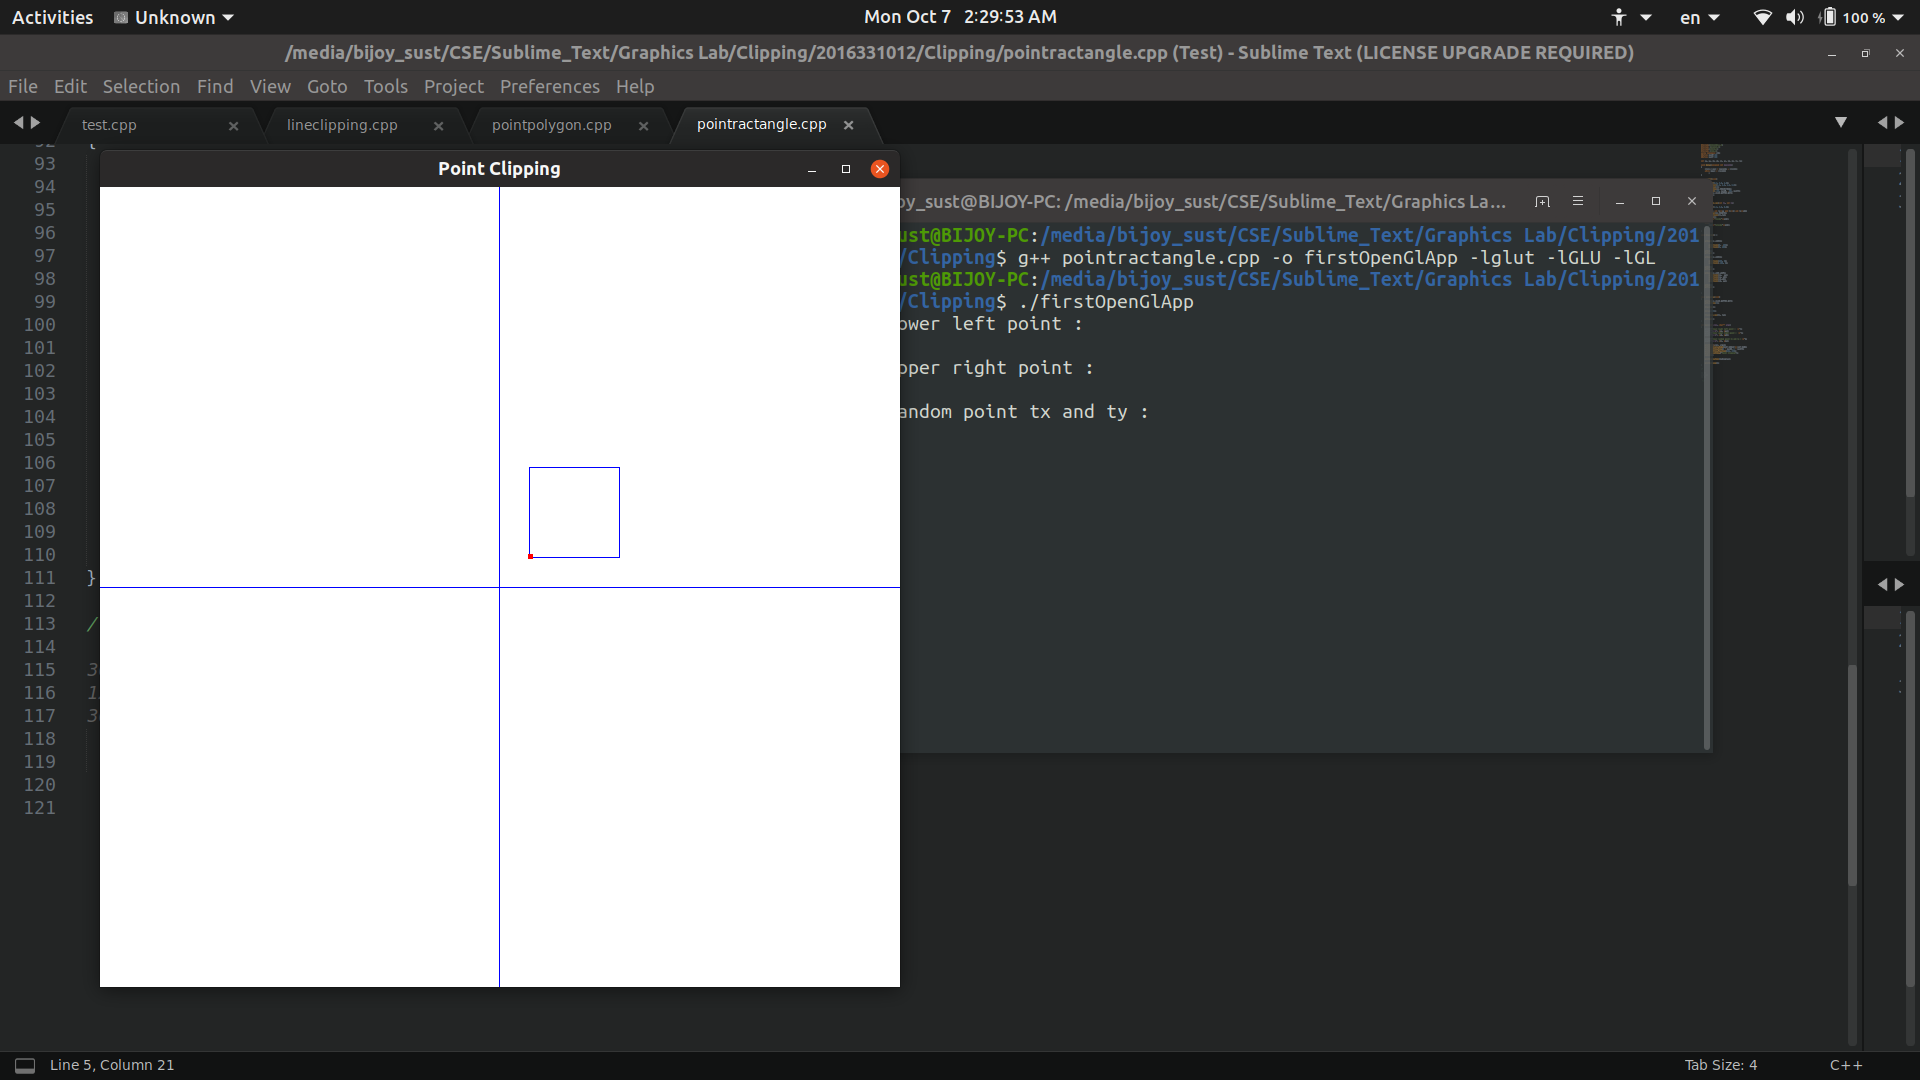 Activities Unknown Mon Oct 7 2:29:53 AM en 100 %
/media/bijoy_sust/CSE/Sublime_Text/Graphics Lab/Clipping/2016331012/Clipping/pointractangle.cpp (Test) - Sublime Text (LICENSE UPGRADE REQUIRED)
File Edit Selection Find View Goto Tools Project Preferences Help
test.cpp lineclipping.cpp pointpolygon.cpp pointractangle.cpp
93
94
95
96
97
98
99
100
101
102
103
104
105
106
107
108
109
110
111 }
112
113 /
114
115
116
117
118
119
120
121
Point Clipping
oy_sust@BIJOY-PC: /media/bijoy_sust/CSE/Sublime_Text/Graphics La...
ust@BIJOY-PC:/media/bijoy_sust/CSE/Sublime_Text/Graphics Lab/Clipping/201
/Clipping$ g++ pointractangle.cpp -o firstOpenGlApp -lglut -lGLU -lGL
ust@BIJOY-PC:/media/bijoy_sust/CSE/Sublime_Text/Graphics Lab/Clipping/201
/Clipping$ ./firstOpenGlApp
ower left point :
pper right point :
andom point tx and ty :
Line 5, Column 21 Tab Size: 4 C++